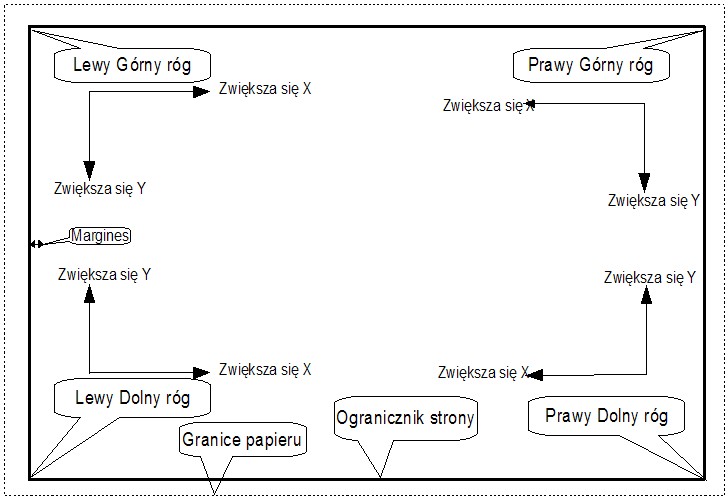 Lewy Górny róg
Prawy Górny róg
Zwiększa się X
Zwiększa się X
Zwiększa się Y
Zwiększa się Y
Margines
Zwiększa się Y
Zwiększa się Y
Zwiększa się X
Zwiększa się X
Lewy Dolny róg
Ogranicznik strony
Prawy Dolny róg
Granice papieru